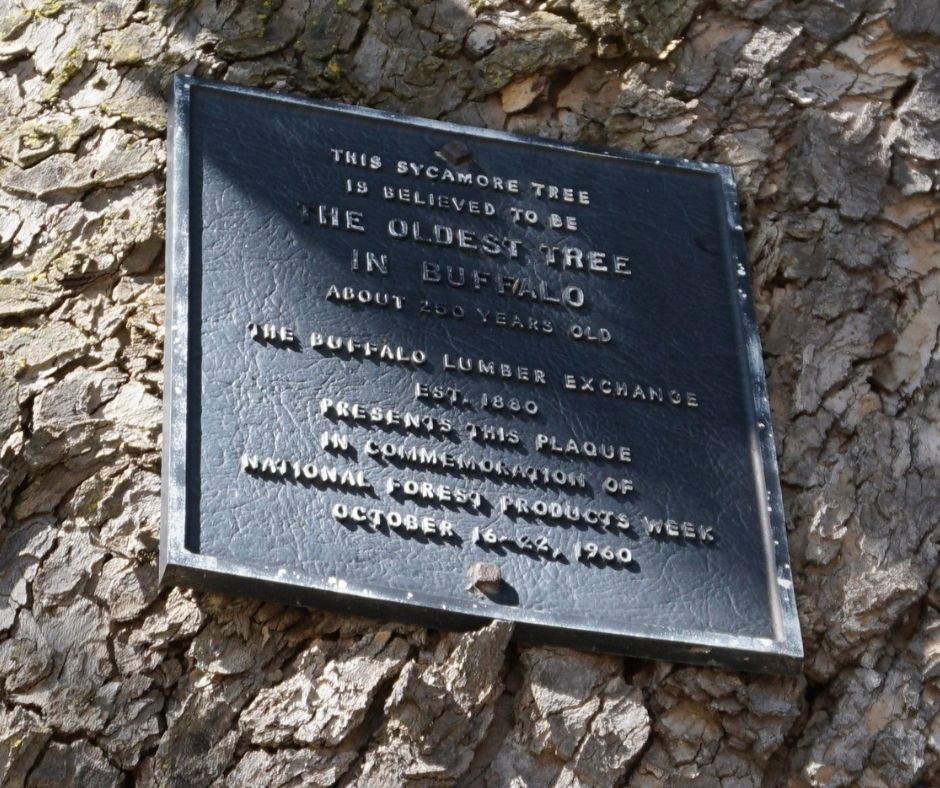 THIS SYCAMORE TREE
IS BELIEVED TO BE
THE OLDEST TREE
IN BUFFALO
ABOUT 250 YEARS OLD
THE BUFFALO LUMBER EXCHANGE
EST. 1880
PRESENTS THIS PLAQUE
IN COMMEMORATION OF
NATIONAL FOREST PRODUCTS WEEK
OCTOBER 16-22, 1960